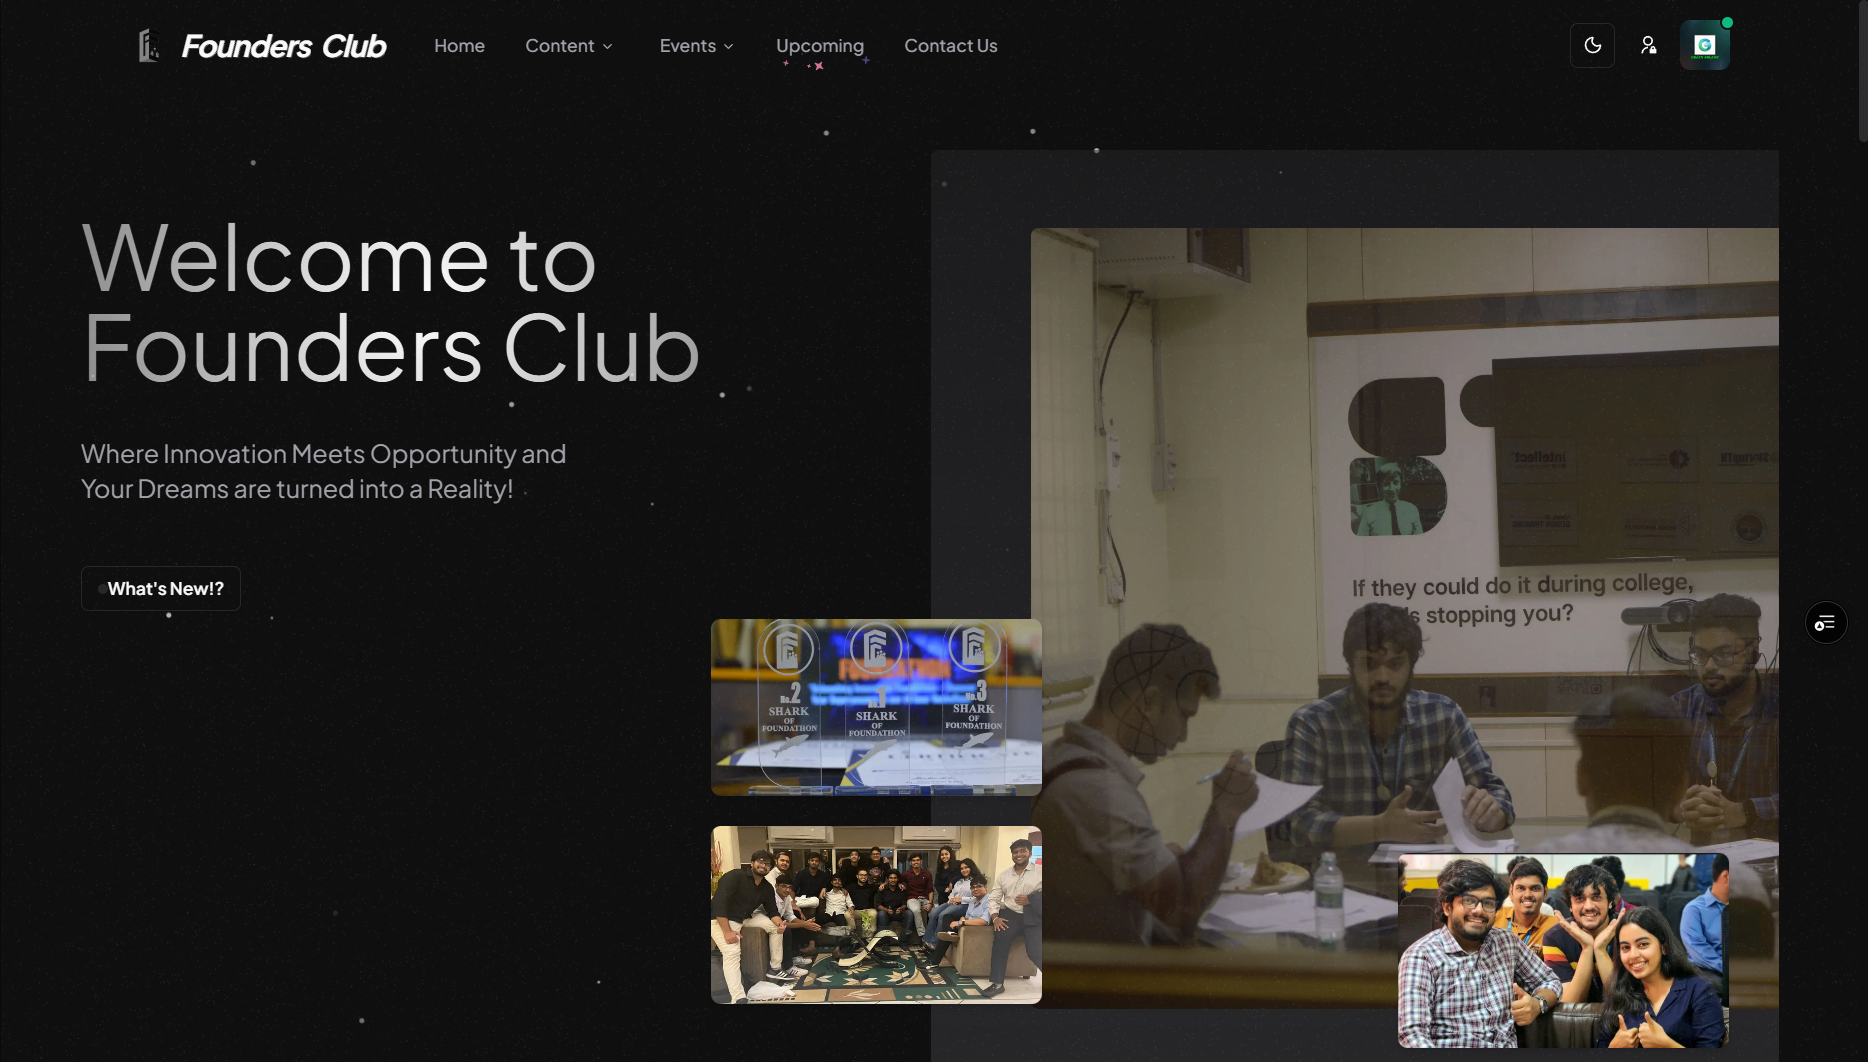 Founders Club
Home
Content
Events
Upcoming
Contact Us
Welcome to
Founders Club
Where Innovation Meets Opportunity and
Your Dreams are turned into a Reality!
What's New!?
If they could do it during college,
stopping you?
FOUNDATHON
No.2
SHARK
OF
FOUNDATHON
No.1
SHARK
OF
FOUNDATHON
No.3
SHARK
OF
FOUNDATHON